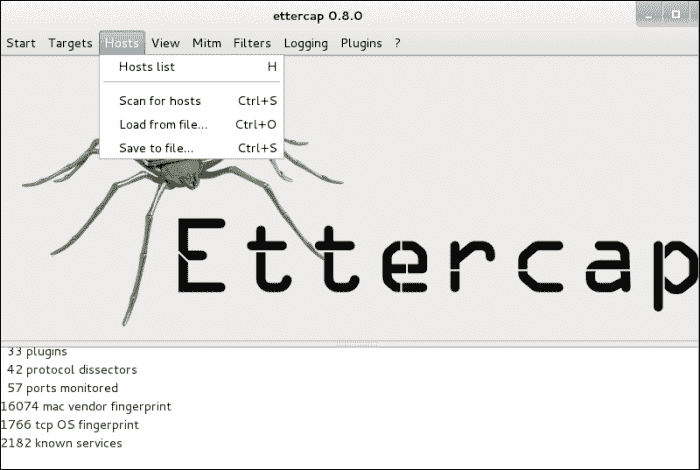 ettercap 0.8.0
Start Targets Hosts View Mitm Filters Logging Plugins ?
Hosts list H
Scan for hosts Ctrl+S
Load from file... Ctrl+O
Save to file... Ctrl+S
Ettercap
33 plugins
42 protocol dissectors
57 ports monitored
16074 mac vendor fingerprint
1766 tcp OS fingerprint
2182 known services